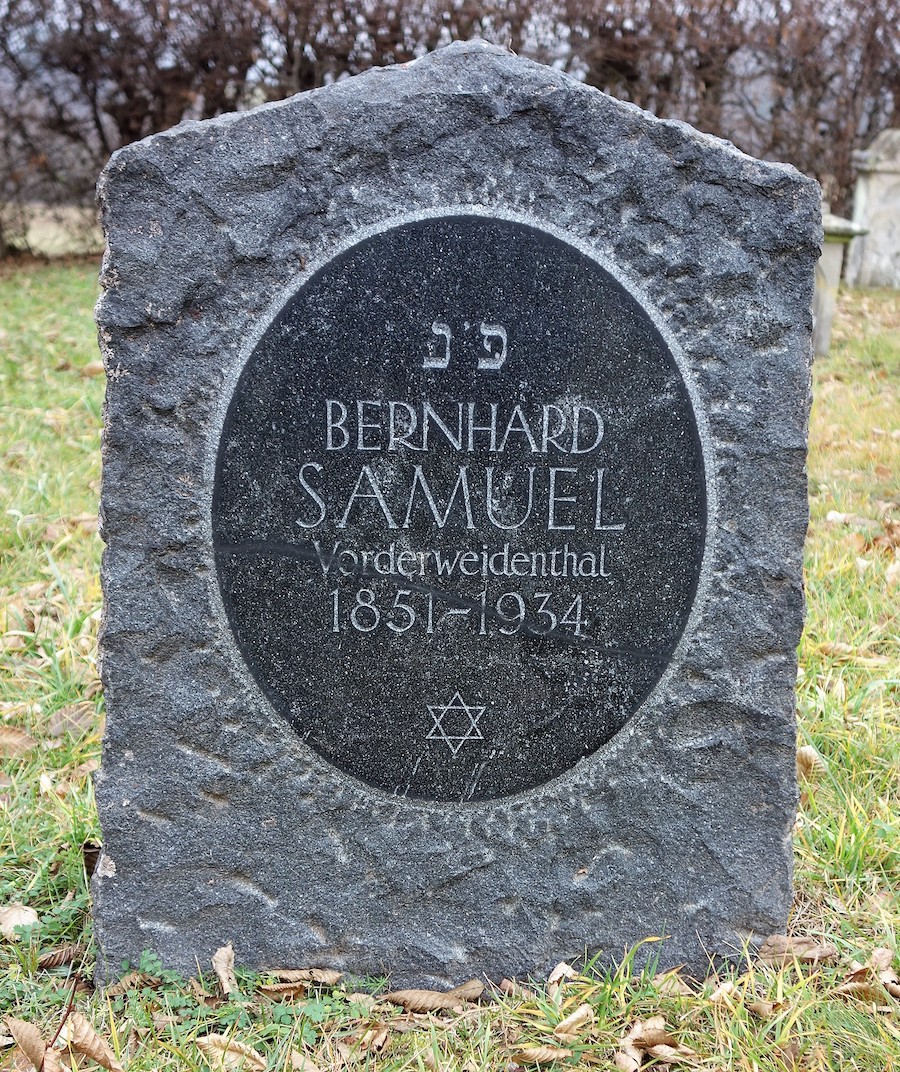 פ'נ
BERNHARD
SAMUEL
Vorderweidenthal
1851-1934